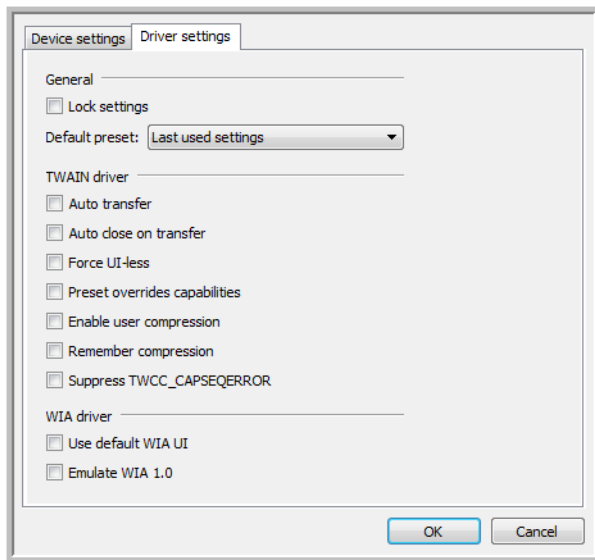 Device settings Driver settings
General
Lock settings
Default preset: Last used settings
TWAIN driver
Auto transfer
Auto close on transfer
Force UI-less
Preset overrides capabilities
Enable user compression
Remember compression
Suppress TWCC_CAPSEQERROR
WIA driver
Use default WIA UI
Emulate WIA 1.0
OK Cancel